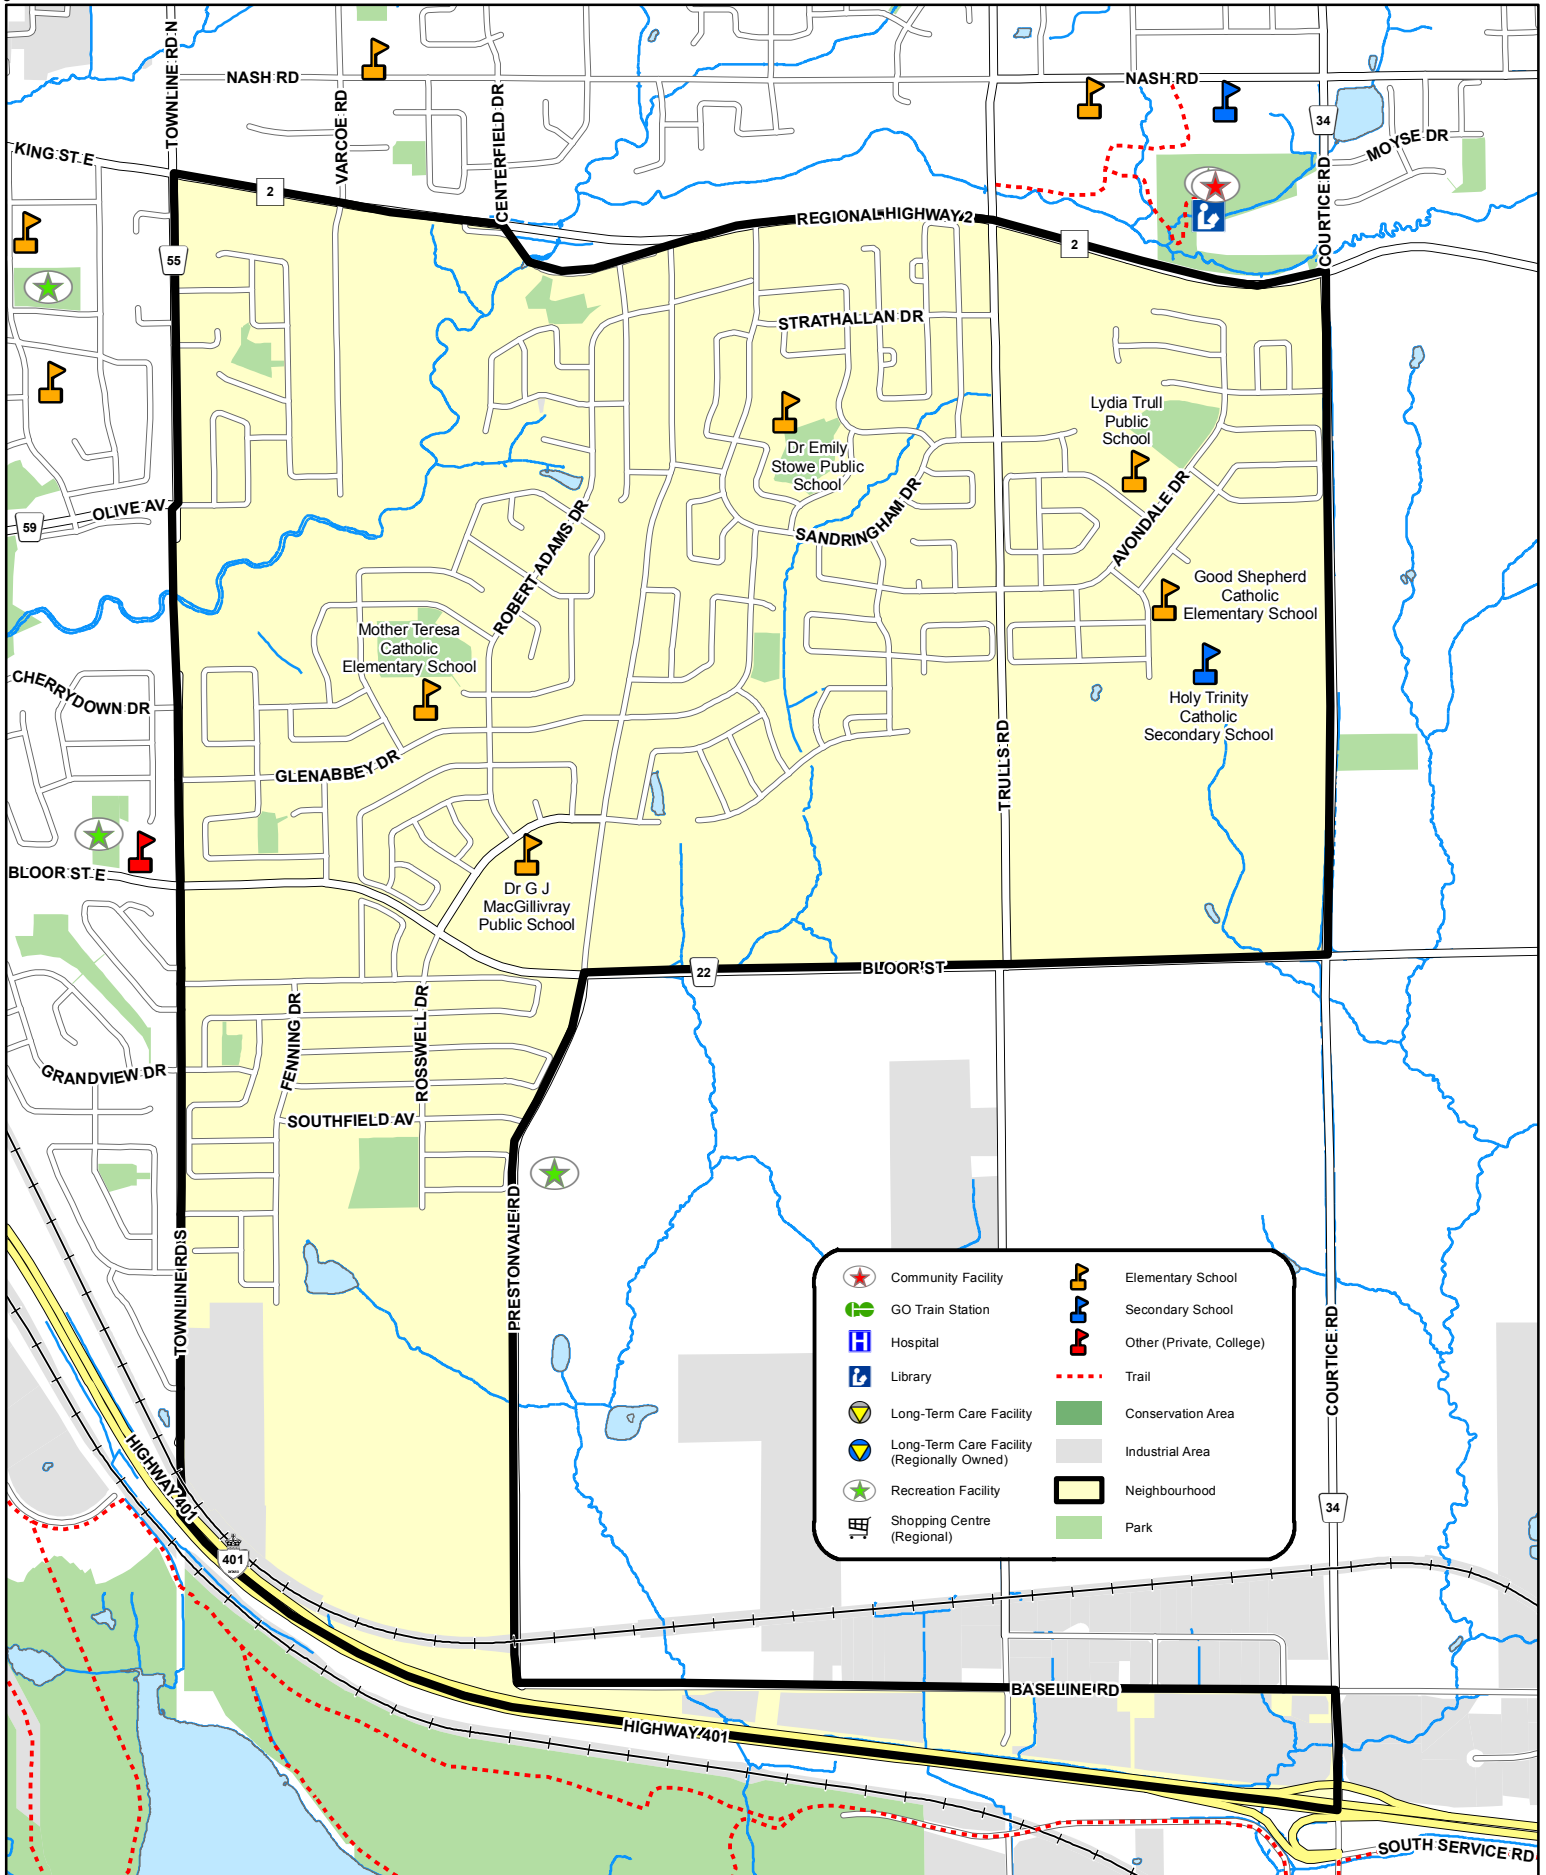 TOWNLINE RD N
NASH RD
VARCOE RD
CENTERFIELD DR
NASH RD
34
MOYSE DR
COURTICE RD
KING ST E
2
REGIONAL HIGHWAY 2
2
55
STRATHALLAN DR
Lydia Trull
Public
School
Dr Emily
Stowe Public
School
AVONDALE DR
SANDRINGHAM DR
OLIVE AV
59
ROBERT ADAMS DR
Good Shepherd
Catholic
Elementary School
Mother Teresa
Catholic
Elementary School
CHERRYDOWN DR
Holy Trinity
Catholic
Secondary School
TRULLS RD
GLENABBEY DR
BLOOR ST E
Dr G J
MacGillivray
Public School
22
BLOOR ST
FENNING DR
ROSSWELL DR
GRANDVIEW DR
SOUTHFIELD AV
PRESTONVALE RD
TOWNLINE RD S
Community Facility
GO Train Station
H
Hospital
Library
Long-Term Care Facility
Long-Term Care Facility
(Regionally Owned)
Recreation Facility
Shopping Centre
(Regional)
Elementary School
Secondary School
Other (Private, College)
Trail
Conservation Area
Industrial Area
Neighbourhood
Park
COURTICE RD
34
HIGHWAY 401
401
BASELINE RD
HIGHWAY 401
SOUTH SERVICE RD